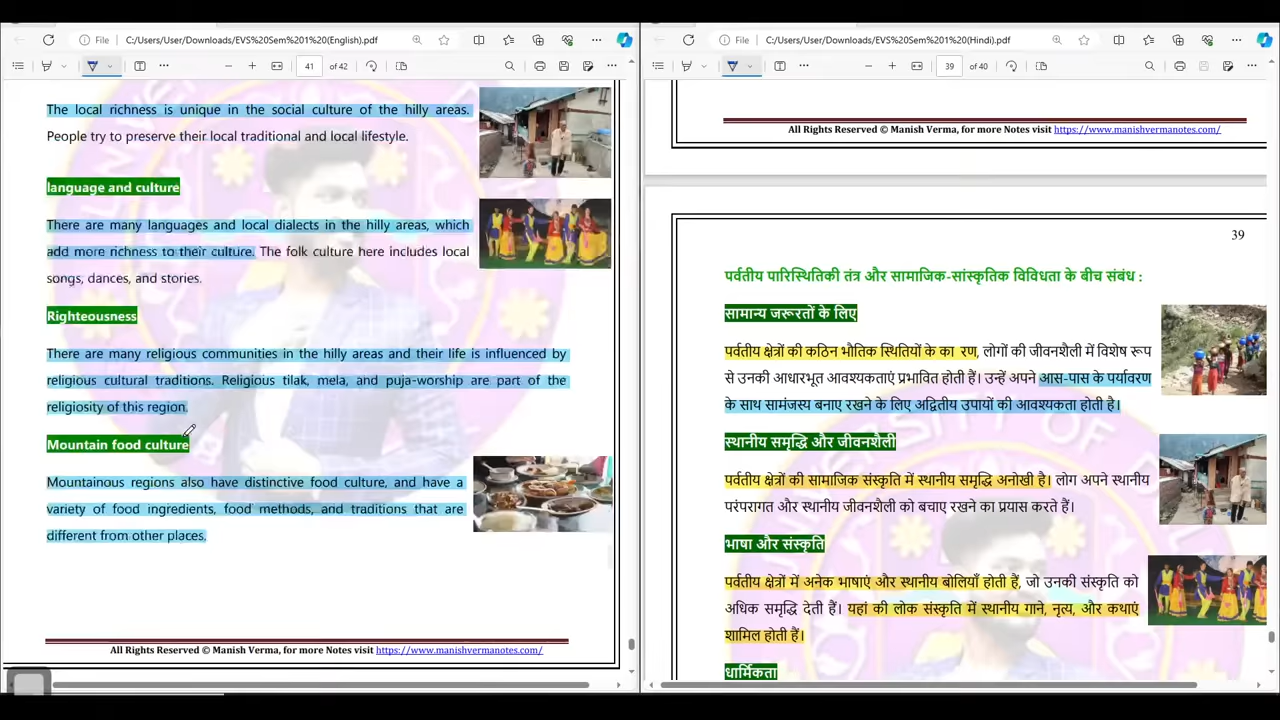 File
C:/Users/User/Downloads/EVS%20Sem%201%20(English).pdf
41 of 42
The local richness is unique in the social culture of the hilly areas.
People try to preserve their local traditional and local lifestyle.
language and culture
There are many languages and local dialects in the hilly areas, which
add more richness to their culture. The folk culture here includes local
songs, dances, and stories.
Righteousness
There are many religious communities in the hilly areas and their life is influenced by
religious cultural traditions. Religious tilak, mela, and puja-worship are part of the
religiosity of this region.
Mountain food culture
Mountainous regions also have distinctive food culture, and have a
variety of food ingredients, food methods, and traditions that are
different from other places.
All Rights Reserved © Manish Verma, for more Notes visit https://www.manishvermanotes.com/
File
C:/Users/User/Downloads/EVS%20Sem%201%20(Hindi).pdf
39 of 40
All Rights Reserved © Manish Verma, for more Notes visit https://www.manishvermanotes.com/
39
पर्वतीय पारिस्थितिकी तंत्र और सामाजिक-सांस्कृतिक विविधता के बीच संबंध :
सामान्य जरूरतों के लिए
पर्वतीय क्षेत्रों की कठिन भौतिक स्थितियों के का रण, लोगों की जीवनशैली में विशेष रूप
से उनकी आधारभूत आवश्यकताएं प्रभावित होती हैं। उन्हें अपने आस-पास के पर्यावरण
के साथ सामंजस्य बनाए रखने के लिए अद्वितीय उपायों की आवश्यकता होती है।
स्थानीय समृद्धि और जीवनशैली
पर्वतीय क्षेत्रों की सामाजिक संस्कृति में स्थानीय समृद्धि अनोखी है। लोग अपने स्थानीय
परंपरागत और स्थानीय जीवनशैली को बचाए रखने का प्रयास करते हैं।
भाषा और संस्कृति
पर्वतीय क्षेत्रों में अनेक भाषाएं और स्थानीय बोलियाँ होती हैं, जो उनकी संस्कृति को
अधिक समृद्धि देती हैं। यहां की लोक संस्कृति में स्थानीय गाने, नृत्य, और कथाएं
शामिल होती हैं।
धार्मिकता